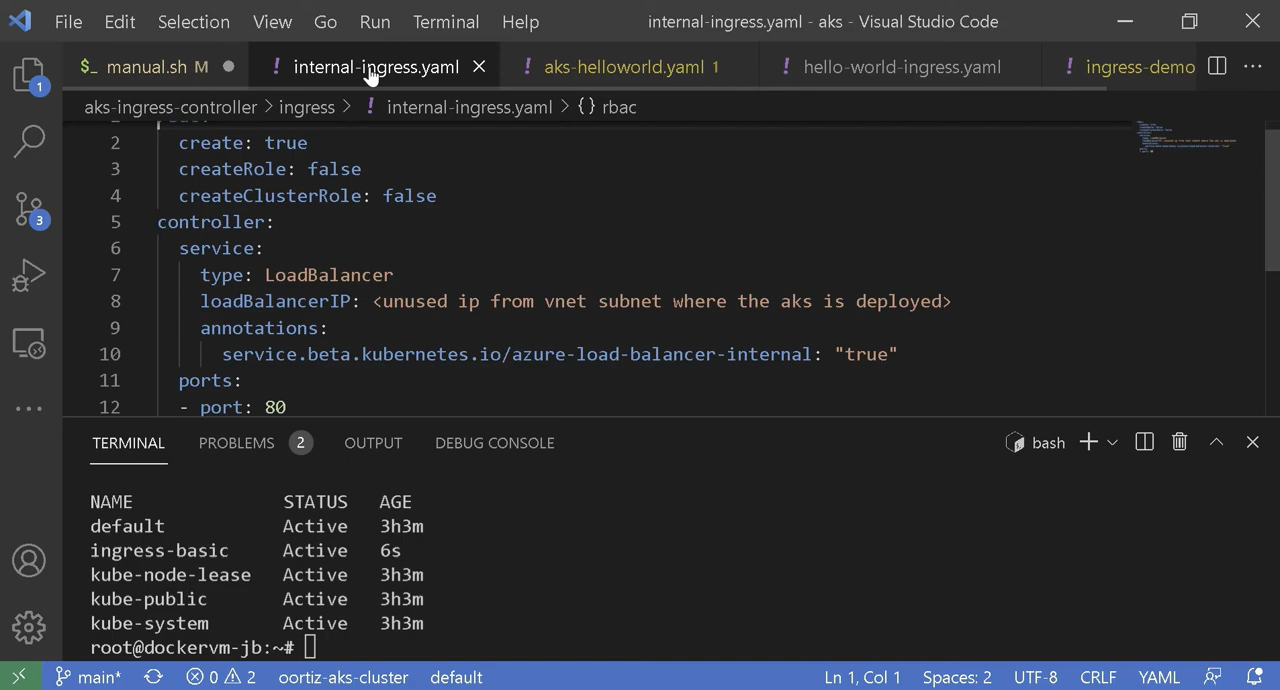 File Edit Selection View Go Run Terminal Help internal-ingress.yaml - aks - Visual Studio Code
$_ manual.sh M ! internal-ingress.yaml ! aks-helloworld.yaml 1 ! hello-world-ingress.yaml ! ingress-demo
1
aks-ingress-controller > ingress > ! internal-ingress.yaml > {} rbac
2 create: true
3 createRole: false
4 createClusterRole: false
5 controller:
3
6 service:
7 type: LoadBalancer
8 loadBalancerIP: <unused ip from vnet subnet where the aks is deployed>
9 annotations:
10 service.beta.kubernetes.io/azure-load-balancer-internal: "true"
11 ports:
12 - port: 80
TERMINAL PROBLEMS 2 OUTPUT DEBUG CONSOLE bash
NAME STATUS AGE
default Active 3h3m
ingress-basic Active 6s
kube-node-lease Active 3h3m
kube-public Active 3h3m
kube-system Active 3h3m
root@dockervm-jb:~#
main* 0 2 oortiz-aks-cluster default Ln 1, Col 1 Spaces: 2 UTF-8 CRLF YAML